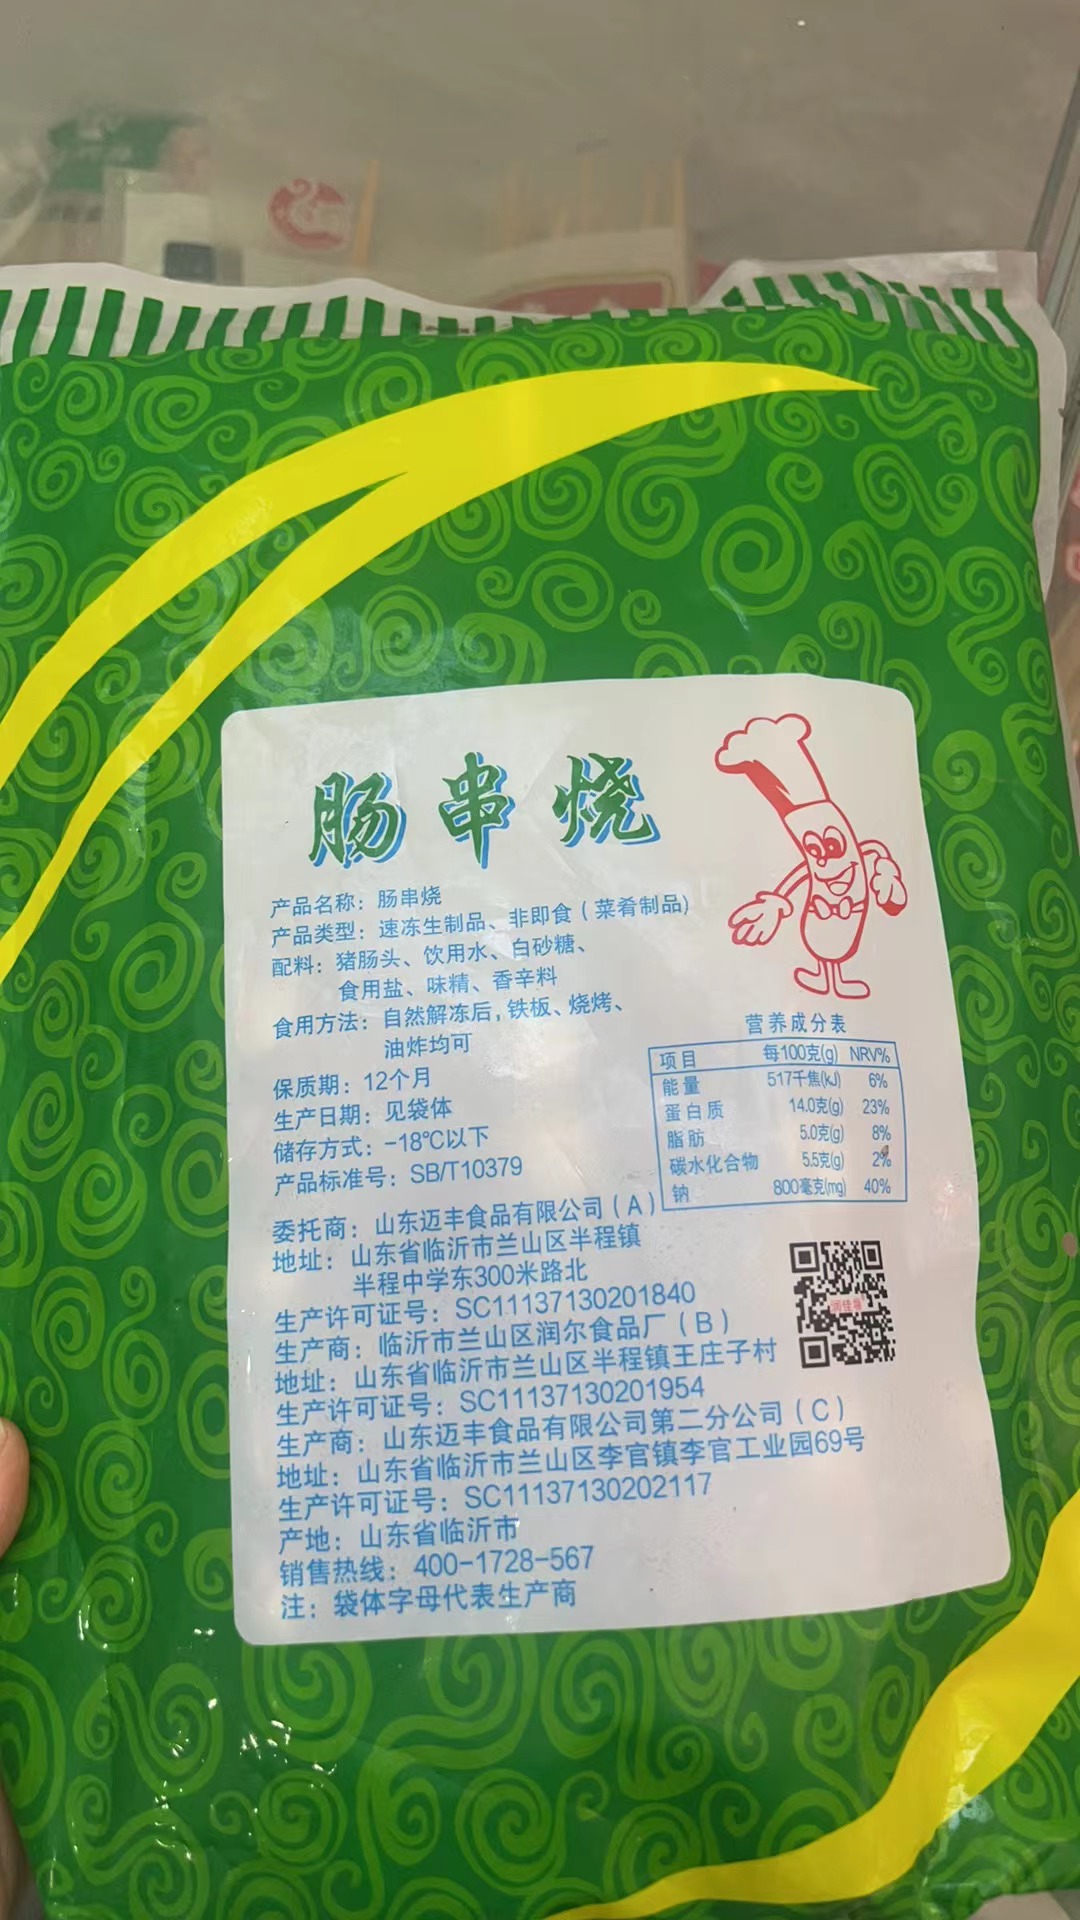 肠串烧
产品名称：肠串烧
产品类型：速冻生制品、非即食（菜肴制品)
配料：猪肠头、饮用水、白砂糖、
食用盐、味精、香辛料
食用方法：自然解冻后，铁板、烧烤、
油炸均可
保质期：12个月
生产日期：见袋体
储存方式：-18℃以下
产品标准号：SB/T10379
营养成分表
项目 每100克(g) NRV%
能量 517千焦(kJ) 6%
蛋白质 14.0克(g) 23%
脂肪 5.0克(g) 8%
碳水化合物 5.5克(g) 2%
钠 800毫克(mg) 40%
委托商：山东迈丰食品有限公司（A）
地址：山东省临沂市兰山区半程镇
半程中学东300米路北
生产许可证号：SC11137130201840
生产商：临沂市兰山区润尔食品厂（B）
地址：山东省临沂市兰山区半程镇王庄子村
生产许可证号：SC11137130201954
生产商：山东迈丰食品有限公司第二分公司（C）
地址：山东省临沂市兰山区李官镇李官工业园69号
生产许可证号：SC11137130202117
产地：山东省临沂市
销售热线：400-1728-567
注：袋体字母代表生产商